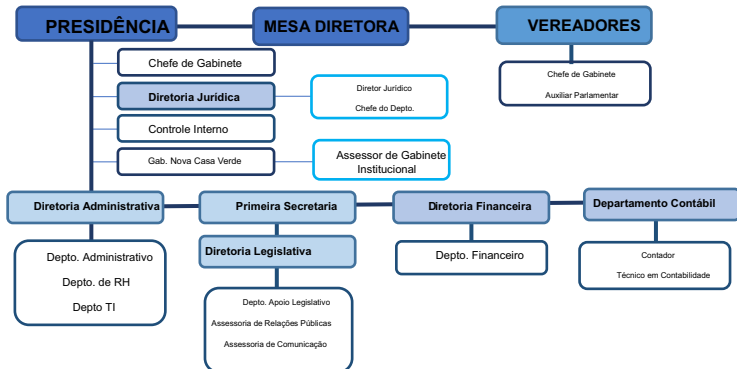 PRESIDÊNCIA
MESA DIRETORA
VEREADORES
Chefe de Gabinete
Diretoria Jurídica
Controle Interno
Gab. Nova Casa Verde
Diretor Jurídico
Chefe do Depto.
Assessor de Gabinete
Institucional
Chefe de Gabinete
Auxiliar Parlamentar
Diretoria Administrativa
Primeira Secretaria
Diretoria Financeira
Departamento Contábil
Depto. Administrativo
Depto. de RH
Depto TI
Diretoria Legislativa
Depto. Apoio Legislativo
Assessoria de Relações Públicas
Assessoria de Comunicação
Depto. Financeiro
Contador
Técnico em Contabilidade